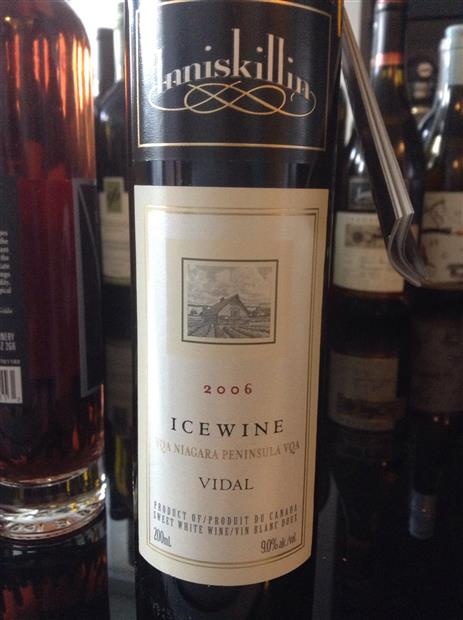 Inniskillin
2006
ICEWINE
VQA NIAGARA PENINSULA VQA
VIDAL
PRODUCT OF/PRODUIT DU CANADA
SWEET WHITE WINE/VIN BLANC DOUX
200mL 9.0% alc./vol.